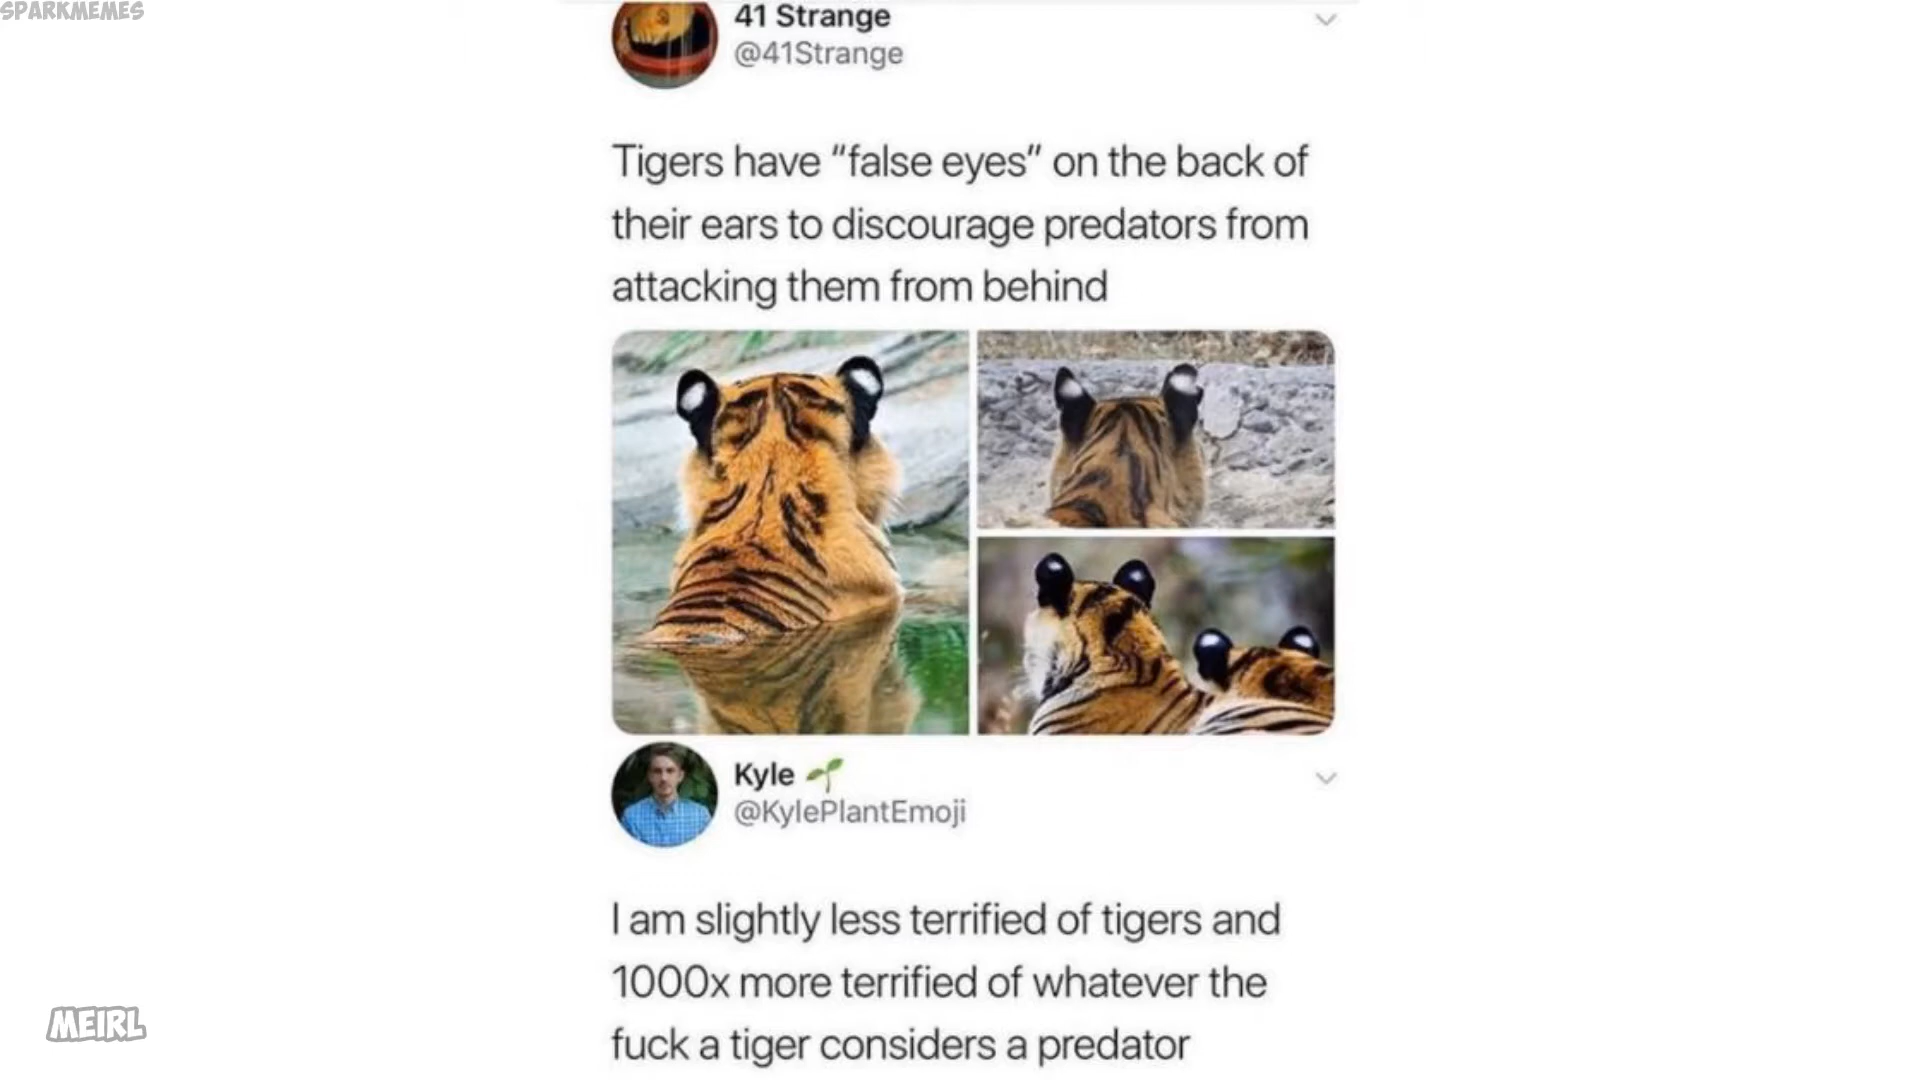 SPARKMEMES
41 Strange
@41Strange
Tigers have "false eyes" on the back of
their ears to discourage predators from
attacking them from behind
Kyle 🌱
@KylePlantEmoji
I am slightly less terrified of tigers and
1000x more terrified of whatever the
fuck a tiger considers a predator
MEIRL